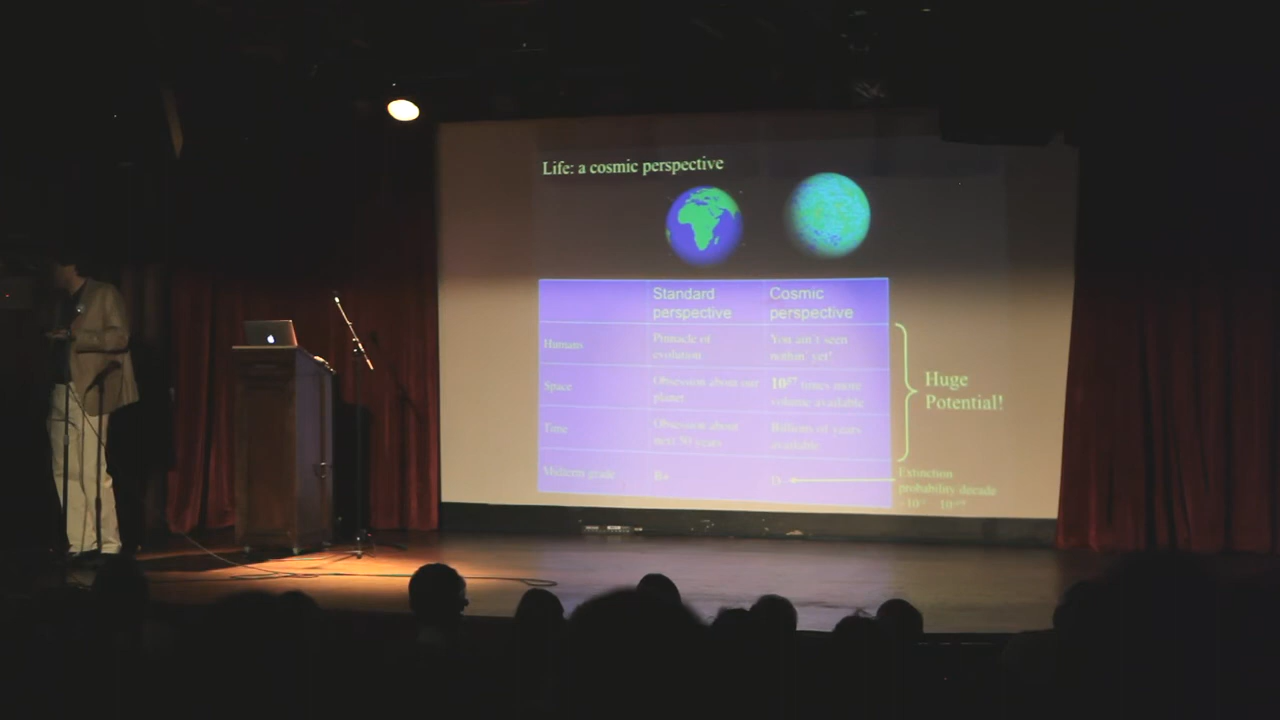 Life: a cosmic perspective
Standard
perspective
Cosmic
perspective
Humans
Pinnacle of
evolution
You ain't seen
nothin' yet!
Space
Obsession about our
planet
times more
volume available
Time
Obsession about
next 50 years
Billions of years
available
Midterm grade
B+
Huge
Potential!
Extinction
probability decade